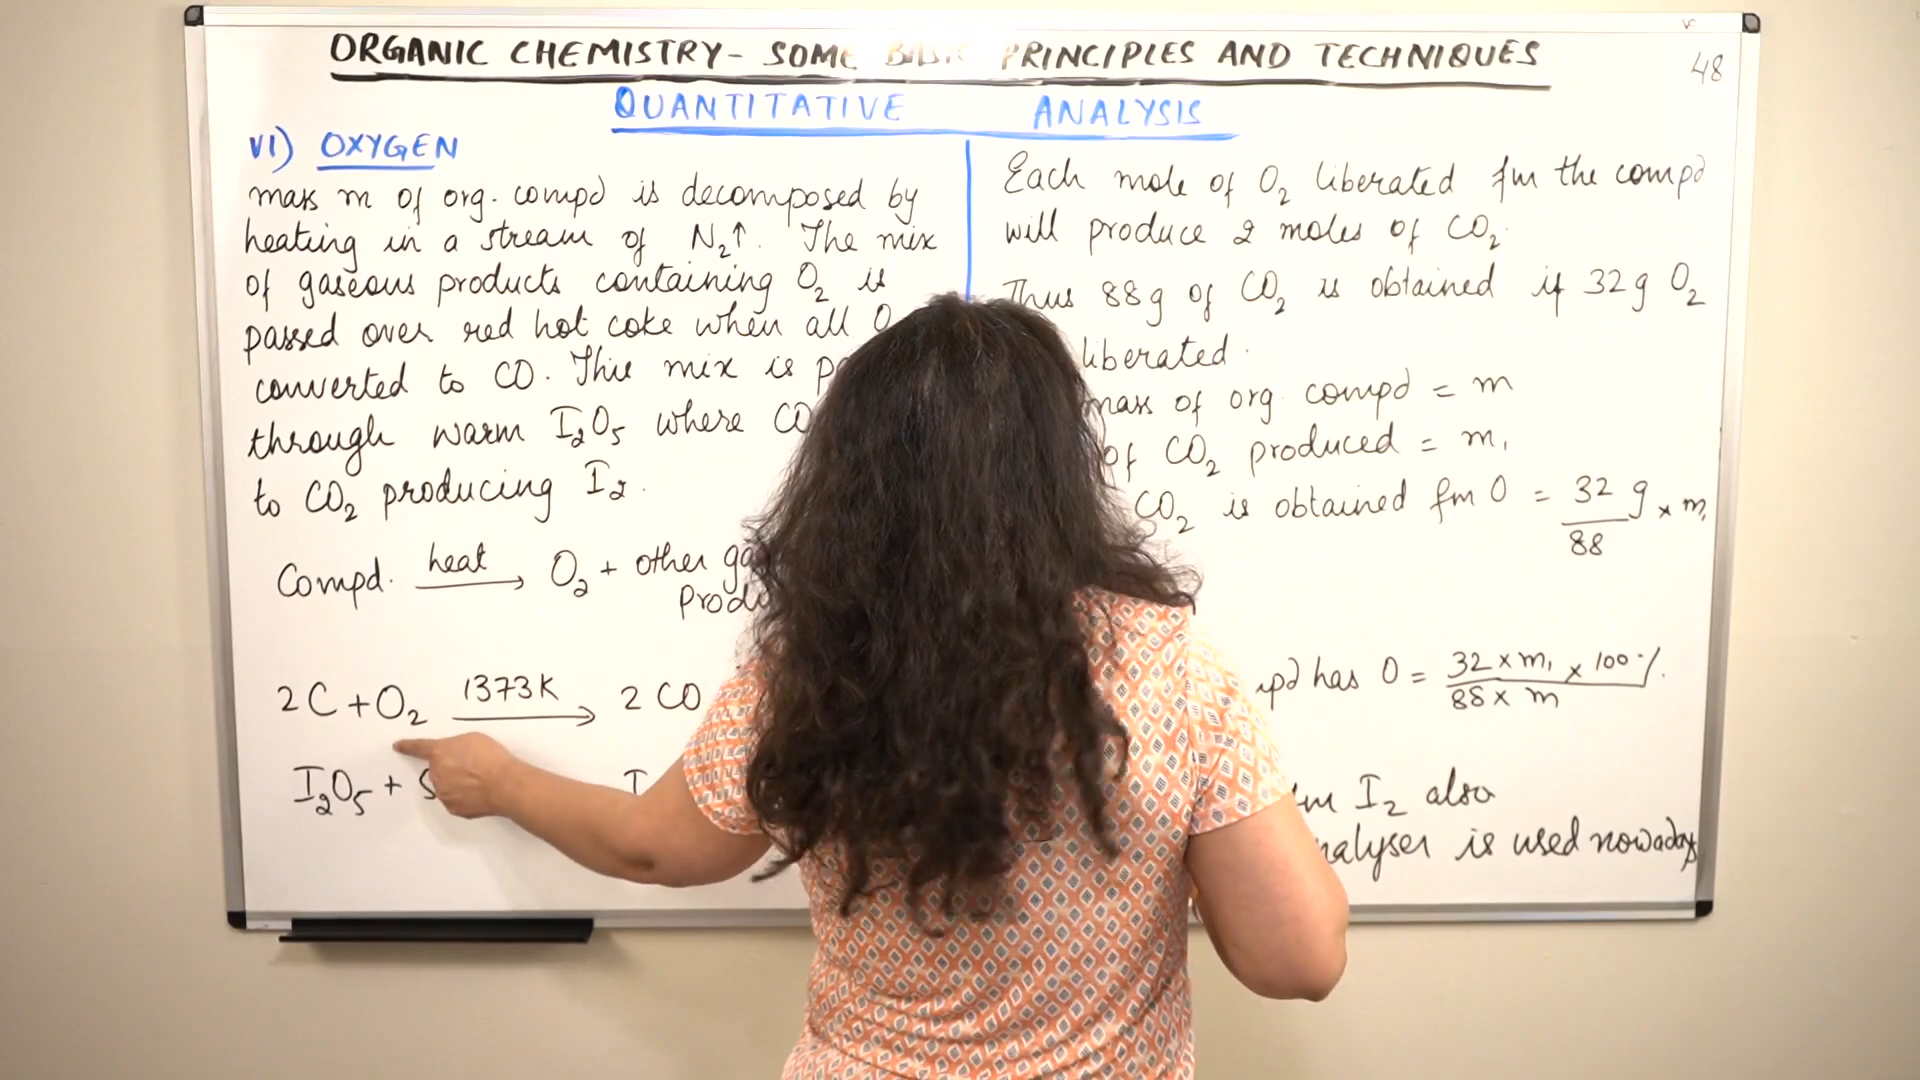 ORGANIC CHEMISTRY - SOME PRINCIPLES AND TECHNIQUES
48
QUANTITATIVE ANALYSIS
VI) OXYGEN
mass m of org. compd is decomposed by
heating in a stream of N₂↑. The mix
of gaseous products containing O₂ is
passed over red hot coke when all O
converted to CO. This mix is
through warm I₂O₅ where CO
to CO₂ producing I₂.
Compd. heat → O₂ + other
2C + O₂ 1373K → 2 CO
I₂O₅ + 5 I
Each mole of O₂ liberated fm the compd
will produce 2 moles of CO₂.
Thus 88g of CO₂ is obtained if 32g O₂
liberated.
mass of org compd = m
of CO₂ produced = m₁
CO₂ is obtained fm O = 32/88 g × m₁
has O = 32 × m₁ × 100 % / 88 × m
fm I₂ also
is used nowadays